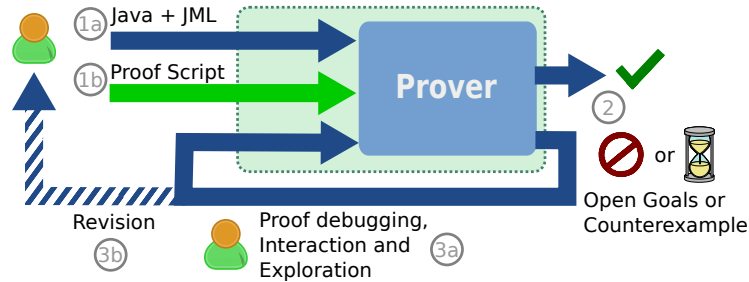 1a Java + JML
1b Proof Script
Prover
2
or
Open Goals or
Counterexample
Revision
3b
Proof debugging,
Interaction and
Exploration
3a